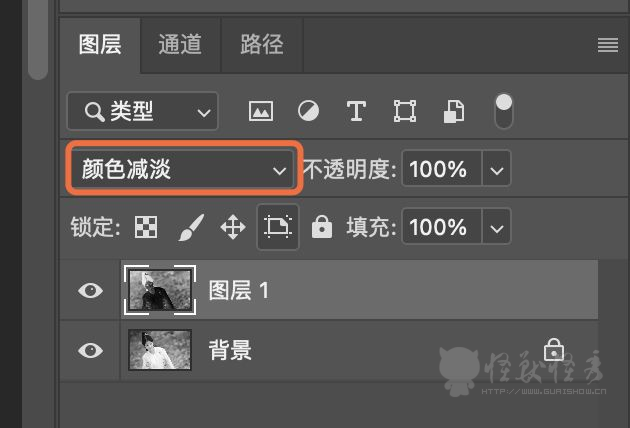 图层 通道 路径
类型
颜色减淡 不透明度: 100%
锁定: 填充: 100%
图层 1
背景
怪兽怪秀
HTTP://WWW.GUAISHOW.CN